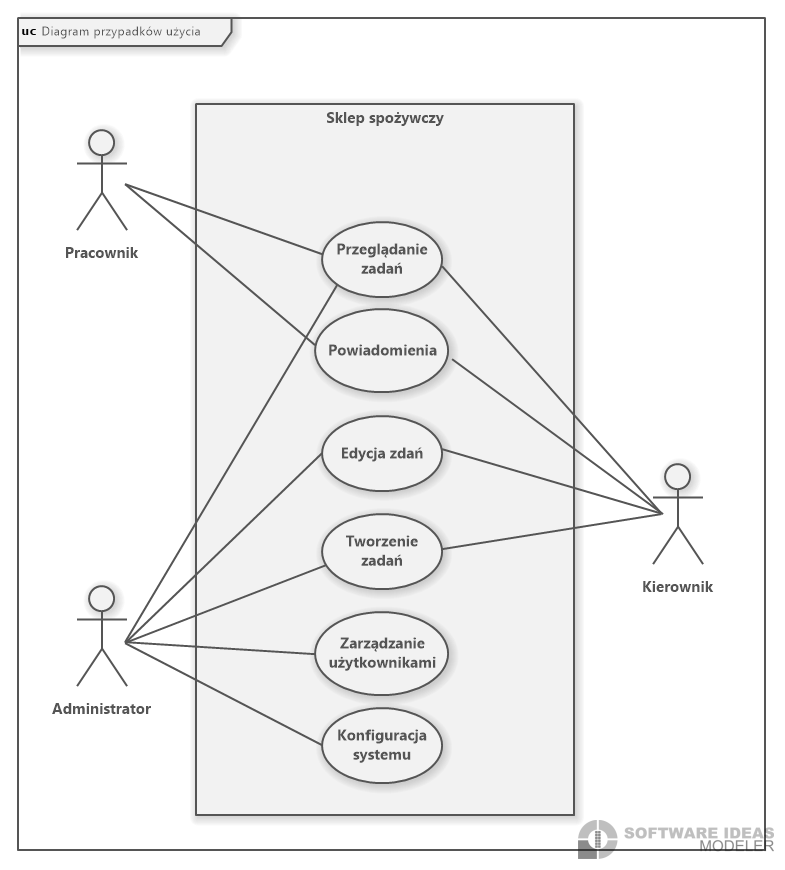 uc Diagram przypadków użycia
Sklep spożywczy
Pracownik
Przeglądanie
zadań
Powiadomienia
Edycja zdań
Tworzenie
zadań
Kierownik
Zarządzanie
użytkownikami
Administrator
Konfiguracja
systemu
SOFTWARE IDEAS
MODELER